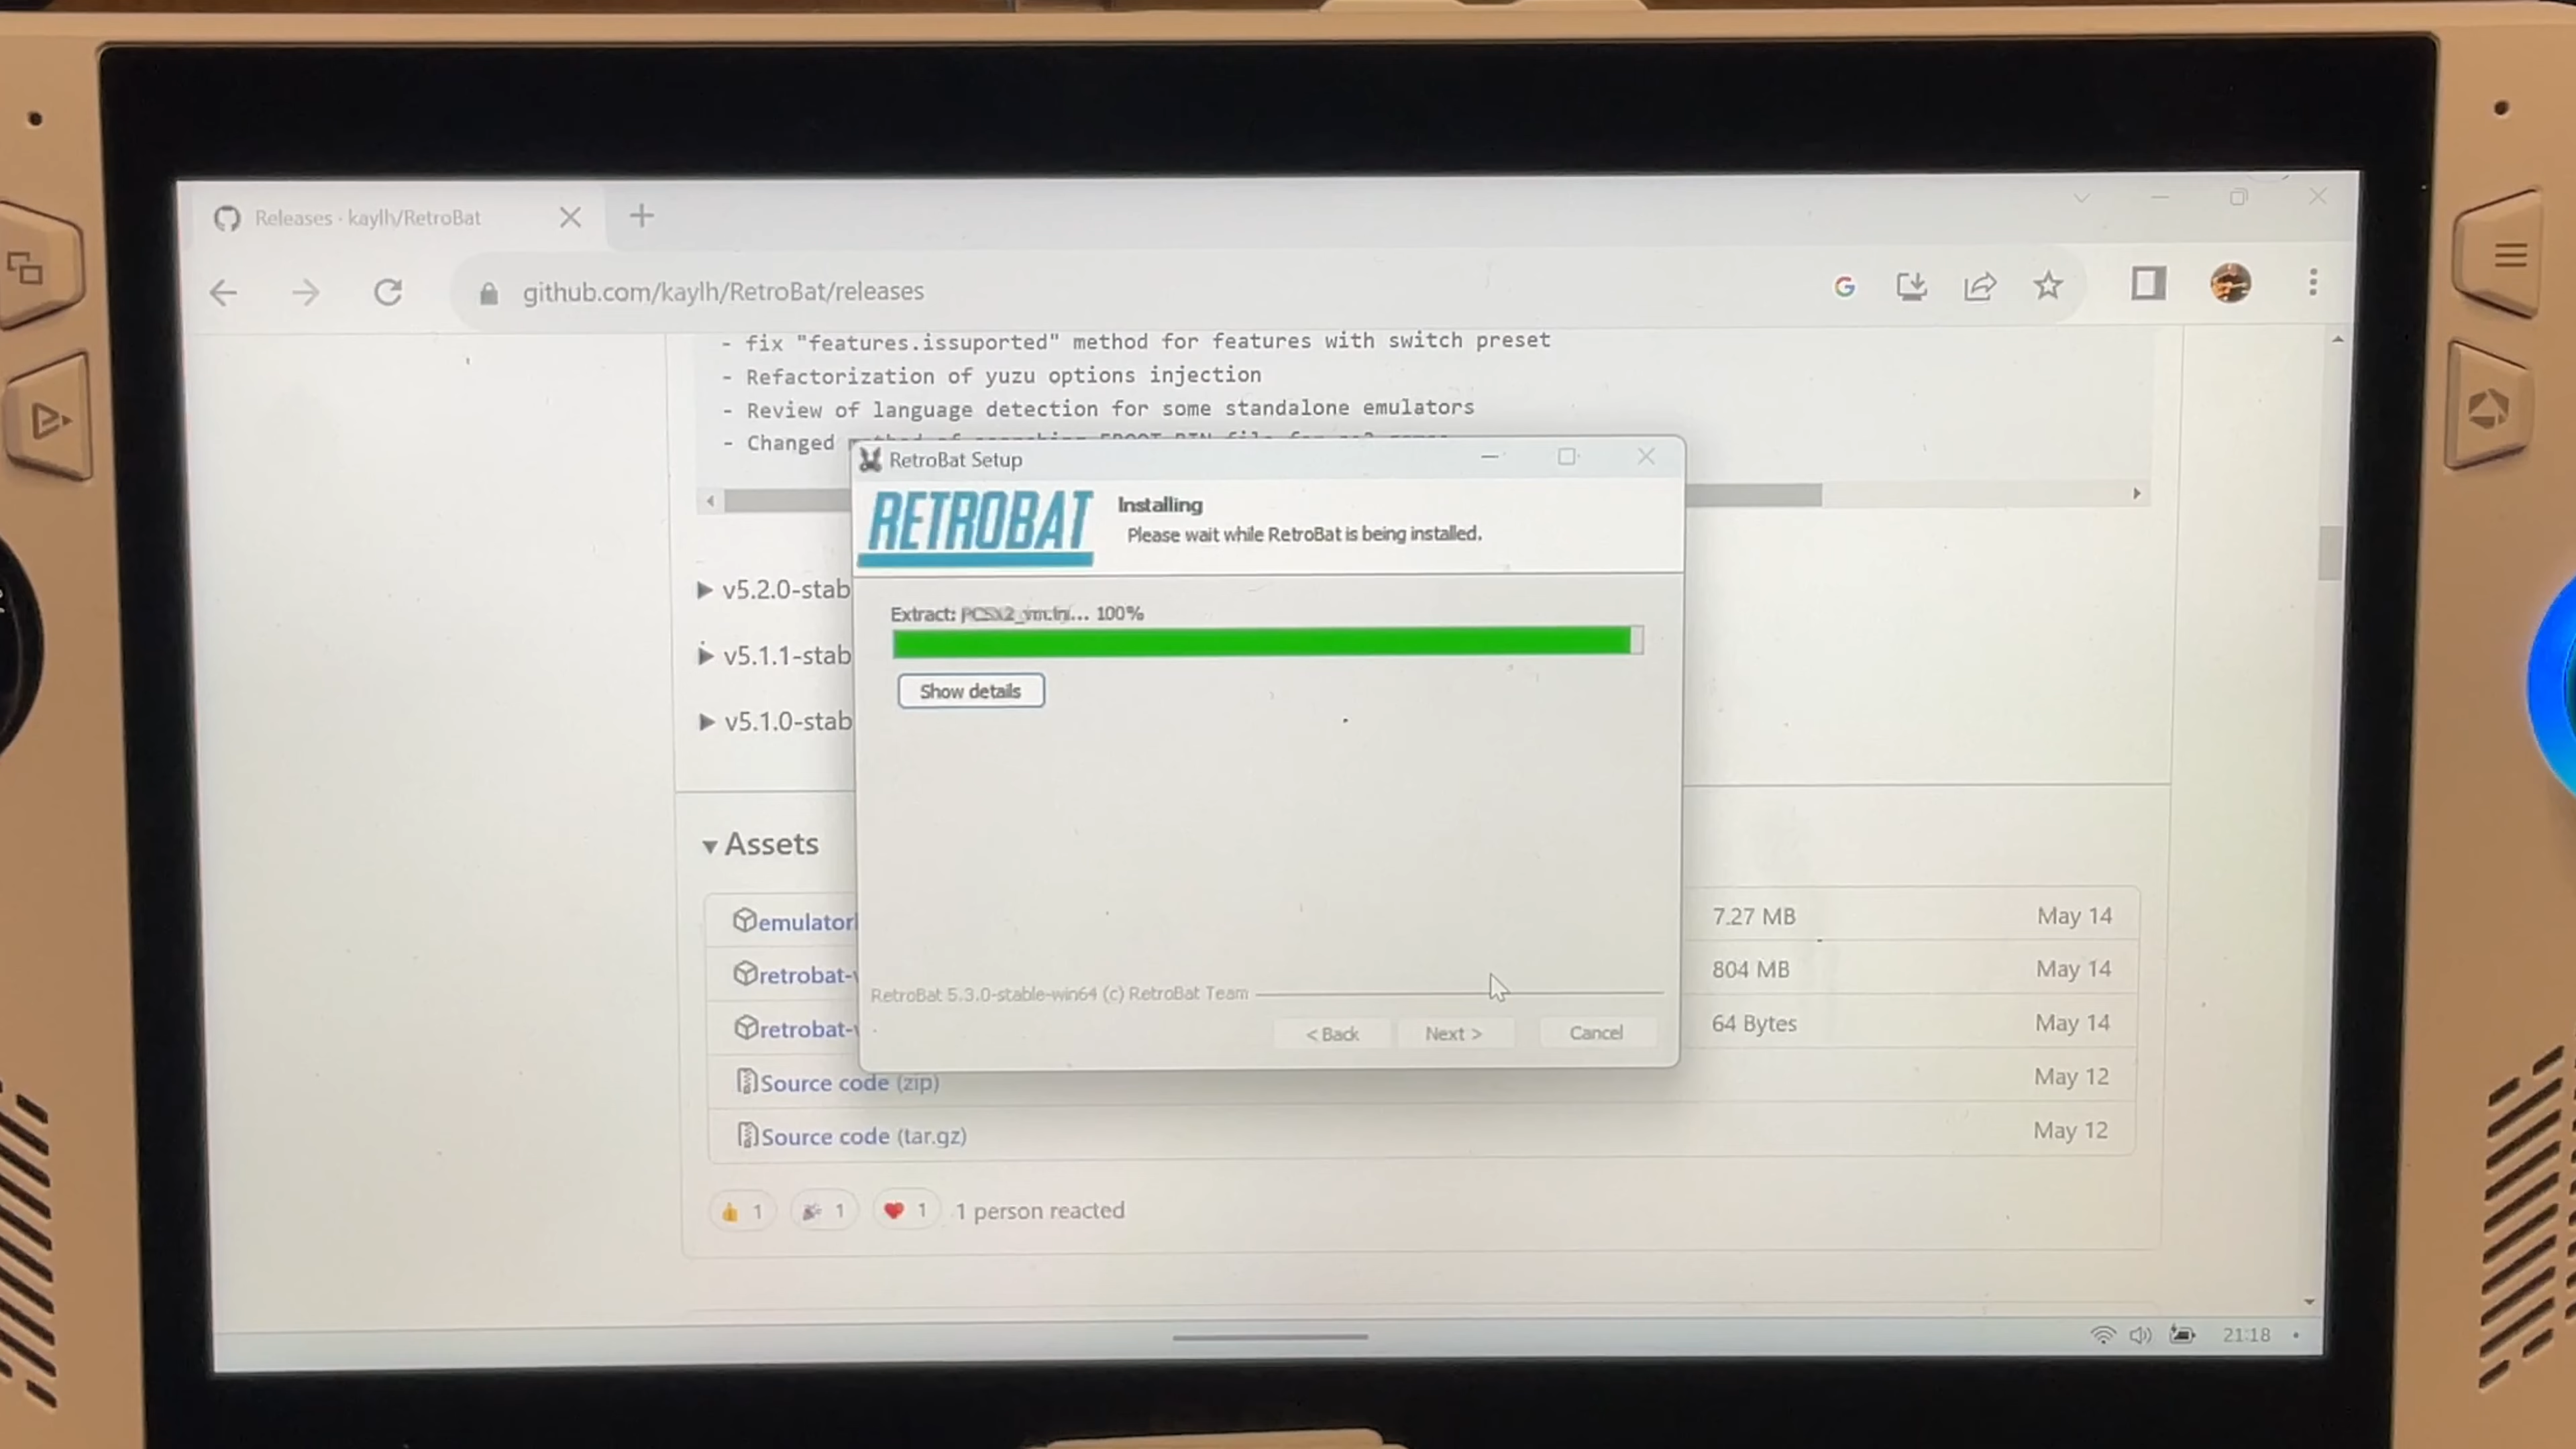 Releases · kaylh/RetroBat
github.com/kaylh/RetroBat/releases
- fix "features.issuported" method for features with switch preset
- Refactorization of yuzu options injection
- Review of language detection for some standalone emulators
- Changed
RetroBat Setup
RETROBAT
Installing
Please wait while RetroBat is being installed.
v5.2.0-stab
Extract: ... 100%
v5.1.1-stab
Show details
v5.1.0-stab
Assets
emulator 7.27 MB May 14
retrobat- 804 MB May 14
RetroBat 5.3.0-stable-win64 (c) RetroBat Team
retrobat- 64 Bytes May 14
< Back Next > Cancel
Source code (zip) May 12
Source code (tar.gz) May 12
1 1 1 1 person reacted
21:18